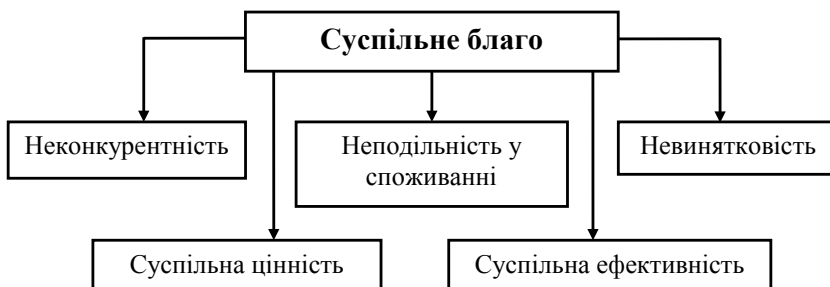 Суспільне благо
Неконкурентність
Неподільність у
споживанні
Невинятковість
Суспільна цінність
Суспільна ефективність